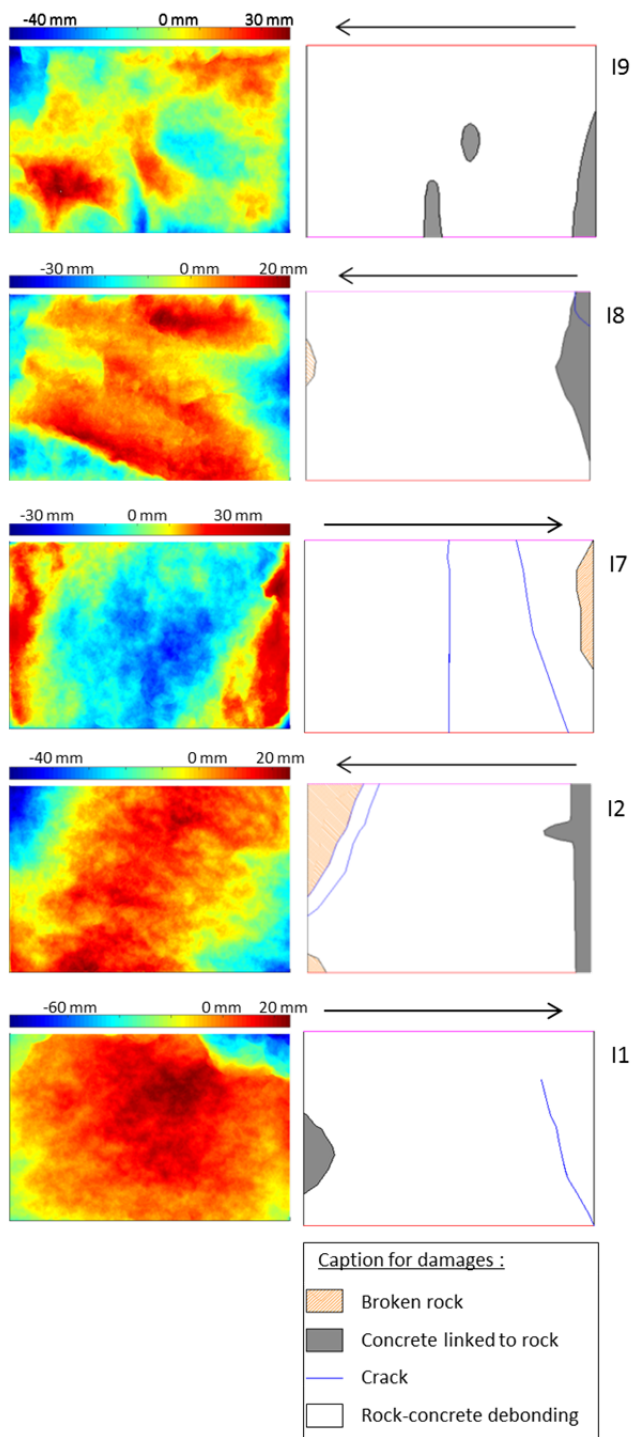 -40 mm 0 mm 30 mm
I9
-30 mm 0 mm 20 mm
I8
-30 mm 0 mm 30 mm
I7
-40 mm 0 mm 20 mm
I2
-60 mm 0 mm 20 mm
I1
Caption for damages :
Broken rock
Concrete linked to rock
Crack
Rock-concrete debonding